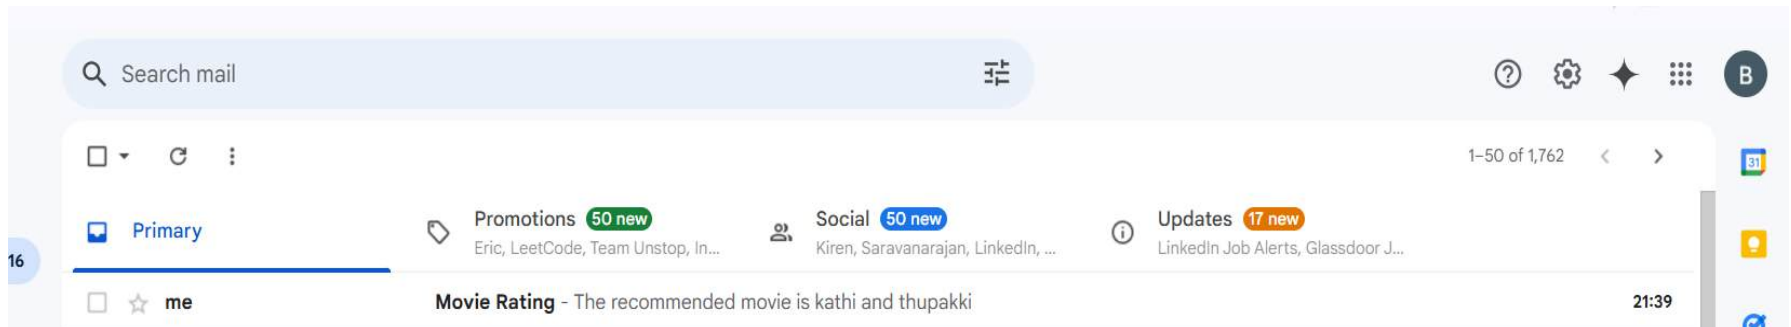 Search mail
B
1–50 of 1,762
31
Primary
Promotions 50 new
Eric, LeetCode, Team Unstop, In...
Social 50 new
Kiren, Saravanarajan, LinkedIn, ...
Updates 17 new
LinkedIn Job Alerts, Glassdoor J...
16
me Movie Rating - The recommended movie is kathi and thupakki 21:39